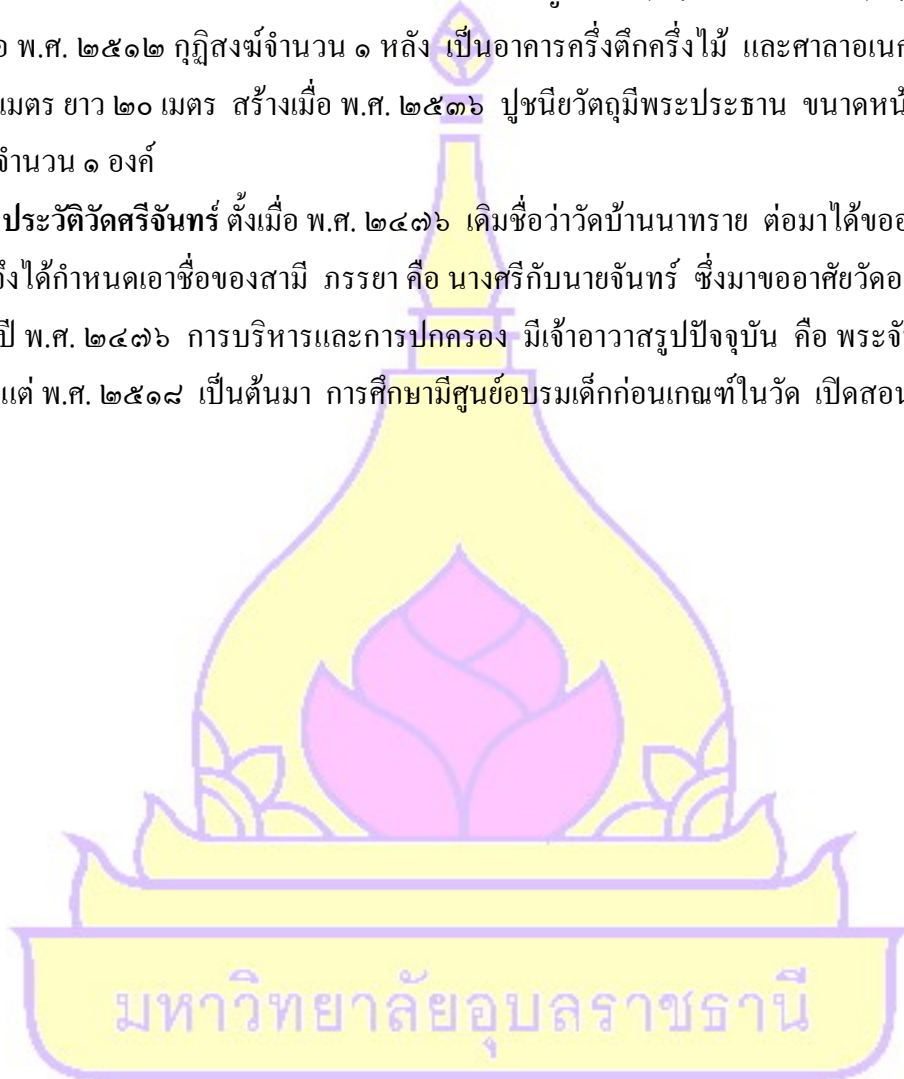 พ.ศ. ๒๕๑๒ กุฏิสงฆ์จำนวน ๑ หลัง เป็นอาคารครึ่งตึกครึ่งไม้ และศาลาอเนก
เมตร ยาว ๒๐ เมตร สร้างเมื่อ พ.ศ. ๒๕๓๖ ปูชนียวัตถุมีพระประธาน ขนาดหน้
จำนวน ๑ องค์
ประวัติวัดศรีจันทร์ ตั้งเมื่อ พ.ศ. ๒๔๗๖ เดิมชื่อว่าวัดบ้านนาทราย ต่อมาได้ขออ
จึงได้กำหนดเอาชื่อของสามี ภรรยา คือ นางศรีกับนายจันทร์ ซึ่งมาขออาศัยวัดอ
ปี พ.ศ. ๒๔๗๖ การบริหารและการปกครอง มีเจ้าอาวาสรูปปัจจุบัน คือ พระจั
แต่ พ.ศ. ๒๕๑๘ เป็นต้นมา การศึกษามีศูนย์อบรมเด็กก่อนเกณฑ์ในวัด เปิดสอน
มหาวิทยาลัยอุบลราชธานี